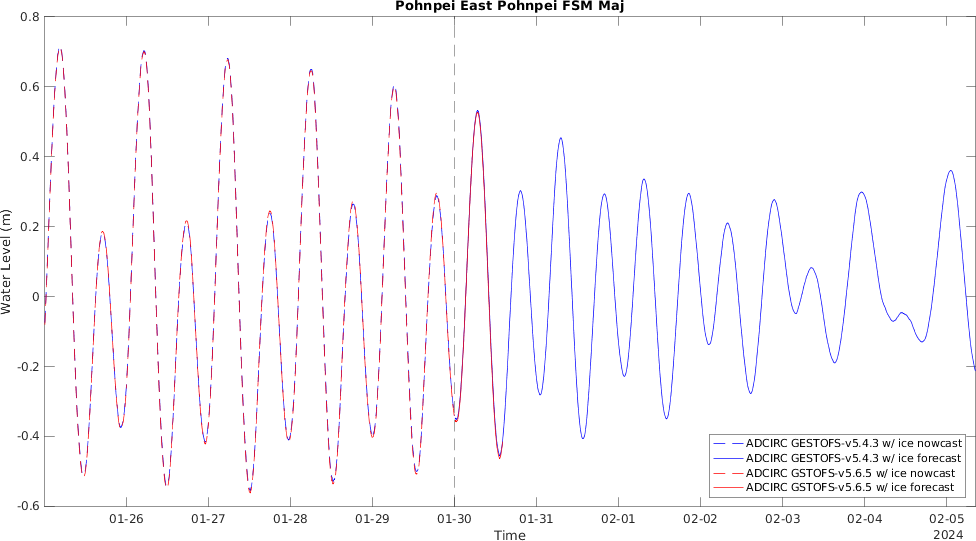 Pohnpei East Pohnpei FSM Maj
0.8
0.6
0.4
0.2
0
-0.2
-0.4
-0.6
Water Level (m)
01-26 01-27 01-28 01-29 01-30 01-31 02-01 02-02 02-03 02-04 02-05
2024
Time
ADCIRC GESTOFS-v5.4.3 w/ ice nowcast
ADCIRC GESTOFS-v5.4.3 w/ ice forecast
ADCIRC GSTOFS-v5.6.5 w/ ice nowcast
ADCIRC GSTOFS-v5.6.5 w/ ice forecast